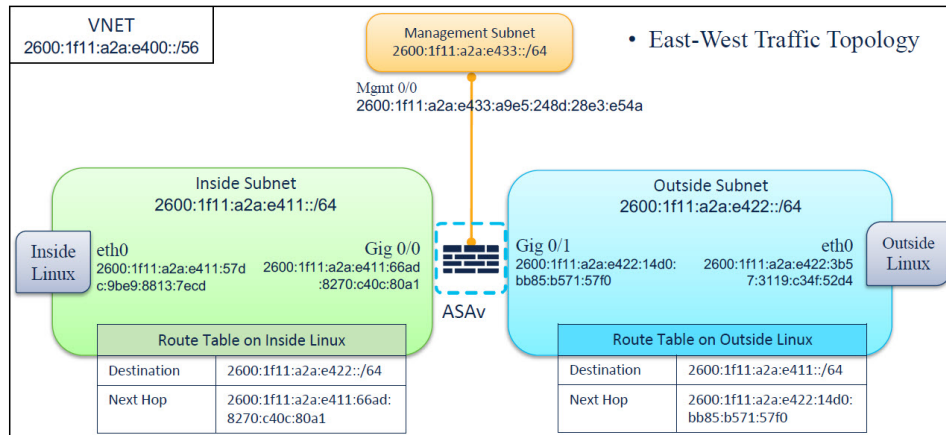 VNET
2600:1f11:a2a:e400::/56
Management Subnet
2600:1f11:a2a:e433::/64
• East-West Traffic Topology
Mgmt 0/0
2600:1f11:a2a:e433:a9e5:248d:28e3:e54a
Inside Subnet
2600:1f11:a2a:e411::/64
Outside Subnet
2600:1f11:a2a:e422::/64
Inside
Linux
eth0
2600:1f11:a2a:e411:57d
c:9be9:8813:7ecd
Gig 0/0
2600:1f11:a2a:e411:66ad
:8270:c40c:80a1
ASAv
Gig 0/1
2600:1f11:a2a:e422:14d0:
bb85:b571:57f0
eth0
2600:1f11:a2a:e422:3b5
7:3119:c34f:52d4
Outside
Linux
Route Table on Inside Linux
Destination
2600:1f11:a2a:e422::/64
Next Hop
2600:1f11:a2a:e411:66ad:
8270:c40c:80a1
Route Table on Outside Linux
Destination
2600:1f11:a2a:e411::/64
Next Hop
2600:1f11:a2a:e422:14d0:
bb85:b571:57f0